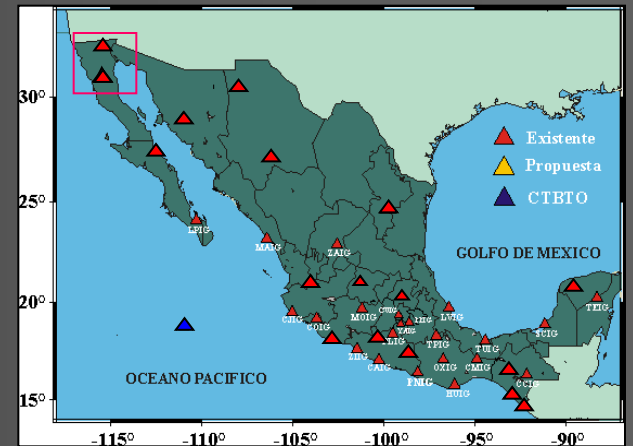 30°
25°
20°
15°
Existente
Propuesta
CTBTO
GOLFO DE MEXICO
OCEANO PACIFICO
LPIG
MAIG
ZAIG
CJIG
COIG
MOIG
LVIG
TEIG
SCIG
ZIIG
PLIG
YAIG
TPIG
TUIG
CAIG
OXIG
CMIG
CCIG
PNIG
HUIG
-115° -110° -105° -100° -95° -90°